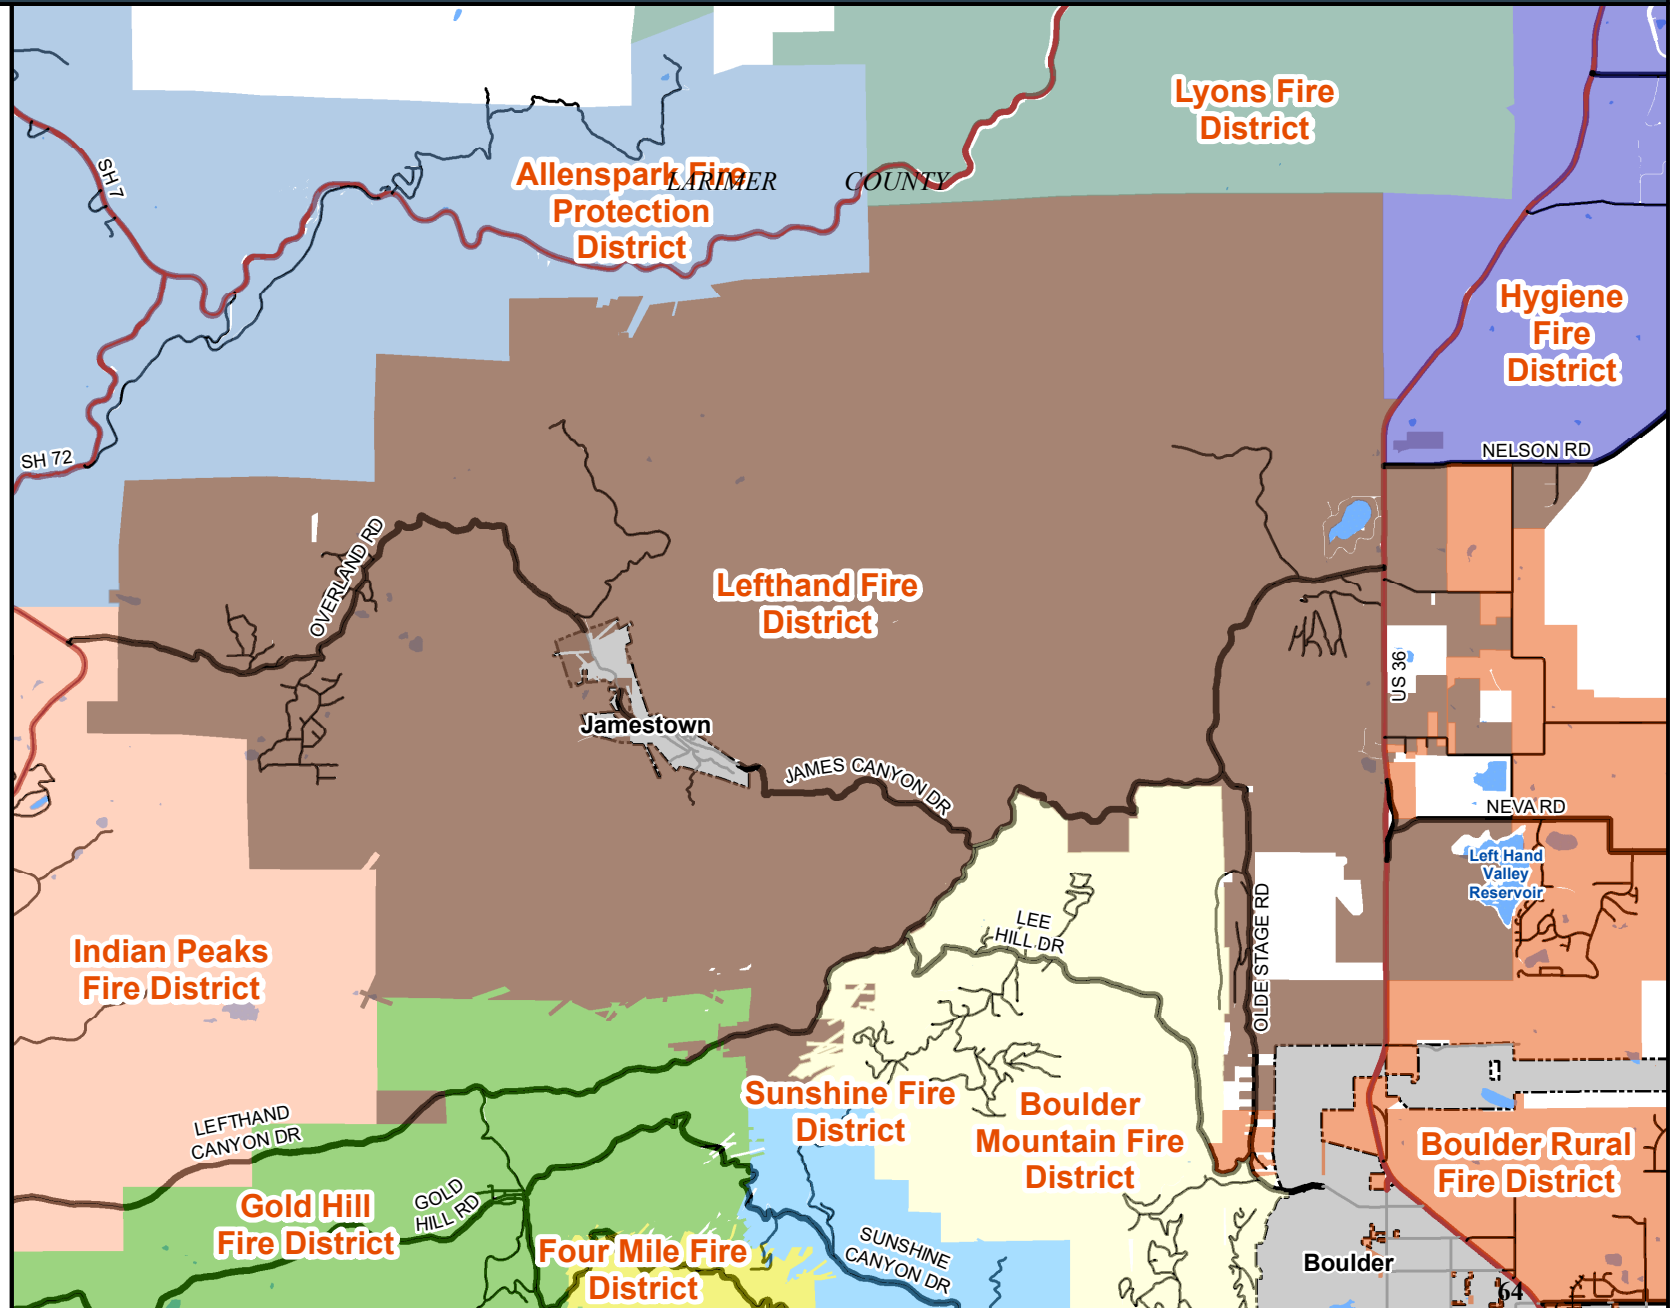 Lyons Fire
District
SH 7
Allenspark Fire
Protection
District
LARIMER COUNTY
Hygiene
Fire
District
SH 72
NELSON RD
OVERLAND RD
Lefthand Fire
District
US 36
Jamestown
JAMES CANYON DR
NEVA RD
Left Hand
Valley
Reservoir
LEE
HILL DR
OLDE STAGE RD
Indian Peaks
Fire District
Sunshine Fire
District
Boulder
Mountain Fire
District
LEFTHAND
CANYON DR
Boulder Rural
Fire District
Gold Hill
Fire District
GOLD
HILL RD
Four Mile Fire
District
SUNSHINE
CANYON DR
Boulder
64